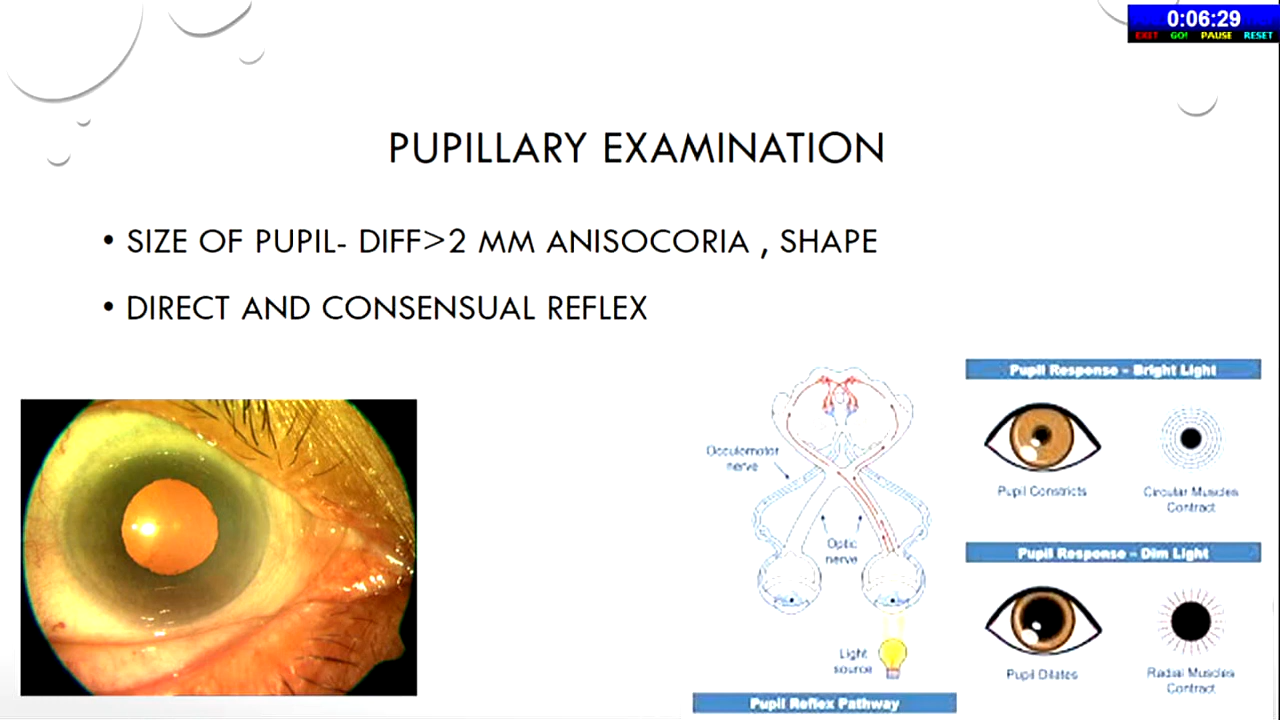 0:06:29
EXIT GO! PAUSE RESET
PUPILLARY EXAMINATION
• SIZE OF PUPIL- DIFF>2 MM ANISOCORIA , SHAPE
• DIRECT AND CONSENSUAL REFLEX
Occulomotor
nerve
Optic
nerve
Light
source
Pupil Reflex Pathway
Pupil Response - Bright Light
Pupil Constricts
Circular Muscles
Contract
Pupil Response - Dim Light
Pupil Dilates
Radial Muscles
Contract